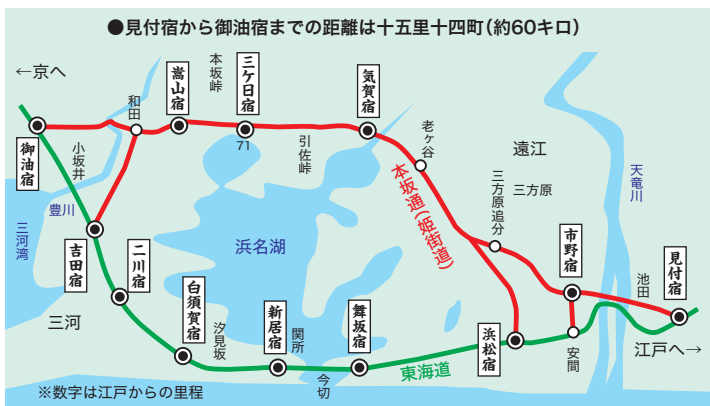 ●見付宿から御油宿までの距離は十五里十四町(約60キロ)
←京へ
本坂峠
三ケ日宿
嵩山宿
気賀宿
和田
71
引佐峠
老ヶ谷
御油宿
小坂井
遠江
三方原追分
三方原
天竜川
本坂通(姫街道)
豊川
三河湾
吉田宿
二川宿
浜名湖
市野宿
見付宿
池田
三河
白須賀宿
汐見坂
新居宿
関所
舞坂宿
今切
浜松宿
東海道
安間
江戸へ→
※数字は江戸からの里程